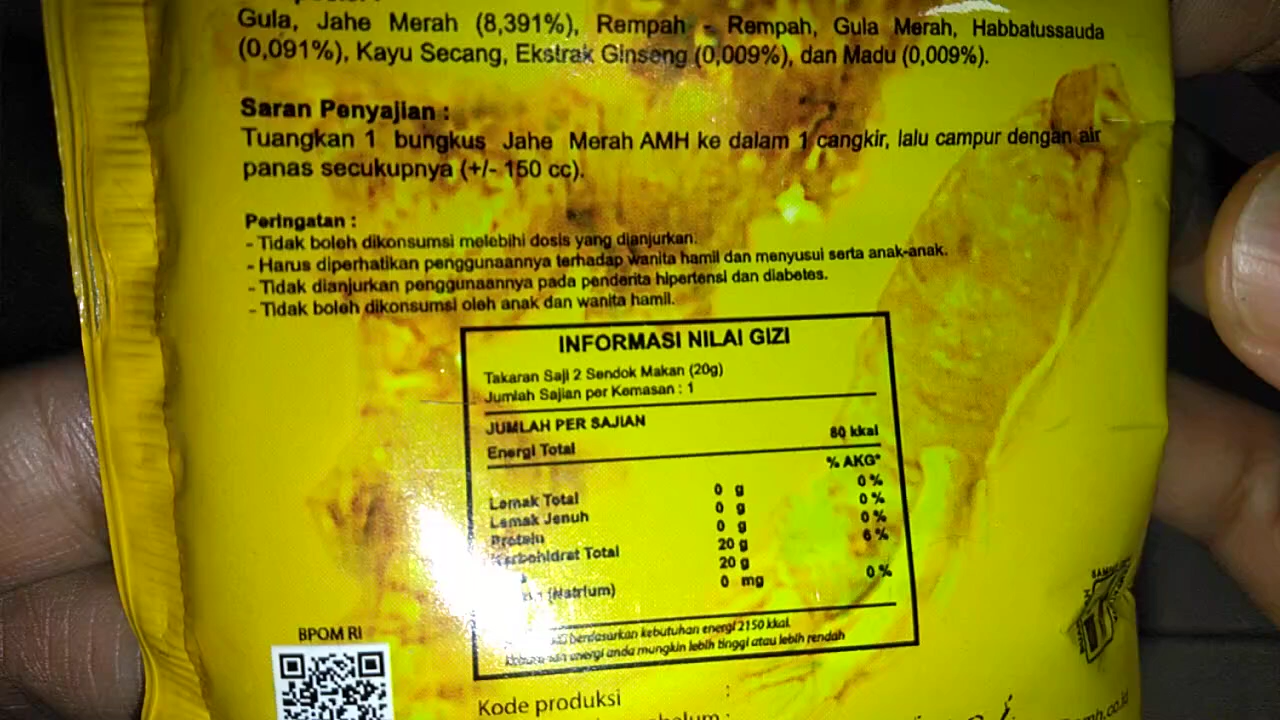 Gula, Jahe Merah (8,391%), Rempah - Rempah, Gula Merah, Habbatussauda
(0,091%), Kayu Secang, Ekstrak Ginseng (0,009%), dan Madu (0,009%).
Saran Penyajian :
Tuangkan 1 bungkus Jahe Merah AMH ke dalam 1 cangkir, lalu campur dengan air
panas secukupnya (+/- 150 cc).
Peringatan :
- Tidak boleh dikonsumsi melebihi dosis yang dianjurkan.
- Harus diperhatikan penggunaannya terhadap wanita hamil dan menyusui serta anak-anak.
- Tidak dianjurkan penggunaannya pada penderita hipertensi dan diabetes.
- Tidak boleh dikonsumsi oleh anak dan wanita hamil.
INFORMASI NILAI GIZI
Takaran Saji 2 Sendok Makan (20g)
Jumlah Sajian per Kemasan : 1
JUMLAH PER SAJIAN
Energi Total 80 kkal
% AKG*
Lemak Total 0 g 0 %
Lemak Jenuh 0 g 0 %
Protein 0 g 0 %
Karbohidrat Total 20 g 6 %
20 g
(Natrium) 0 mg 0 %
berdasarkan kebutuhan energi 2150 kkal.
energi anda mungkin lebih tinggi atau lebih rendah
BPOM RI
Kode produksi :